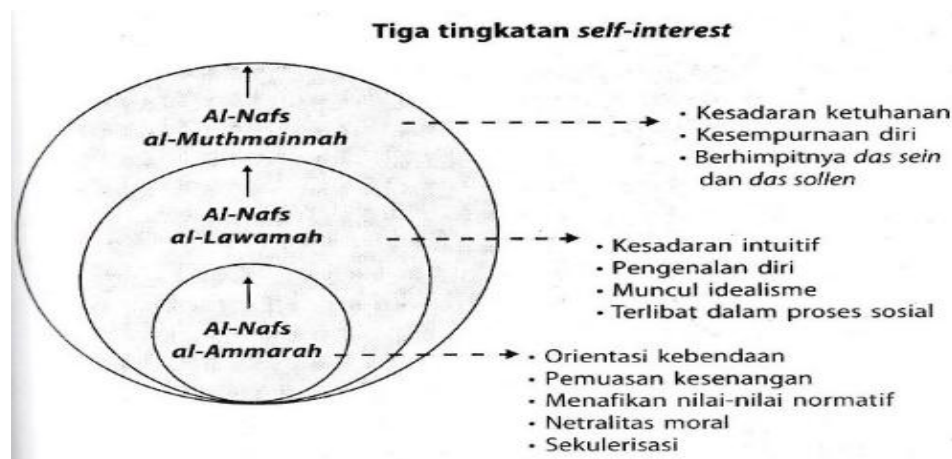 Tiga tingkatan self-interest
Al-Nafs
al-Muthmainnah
• Kesadaran ketuhanan
• Kesempurnaan diri
• Berhimpitnya das sein
dan das sollen
Al-Nafs
al-Lawamah
• Kesadaran intuitif
• Pengenalan diri
• Muncul idealisme
• Terlibat dalam proses sosial
Al-Nafs
al-Ammarah
• Orientasi kebendaan
• Pemuasan kesenangan
• Menafikan nilai-nilai normatif
• Netralitas moral
• Sekulerisasi